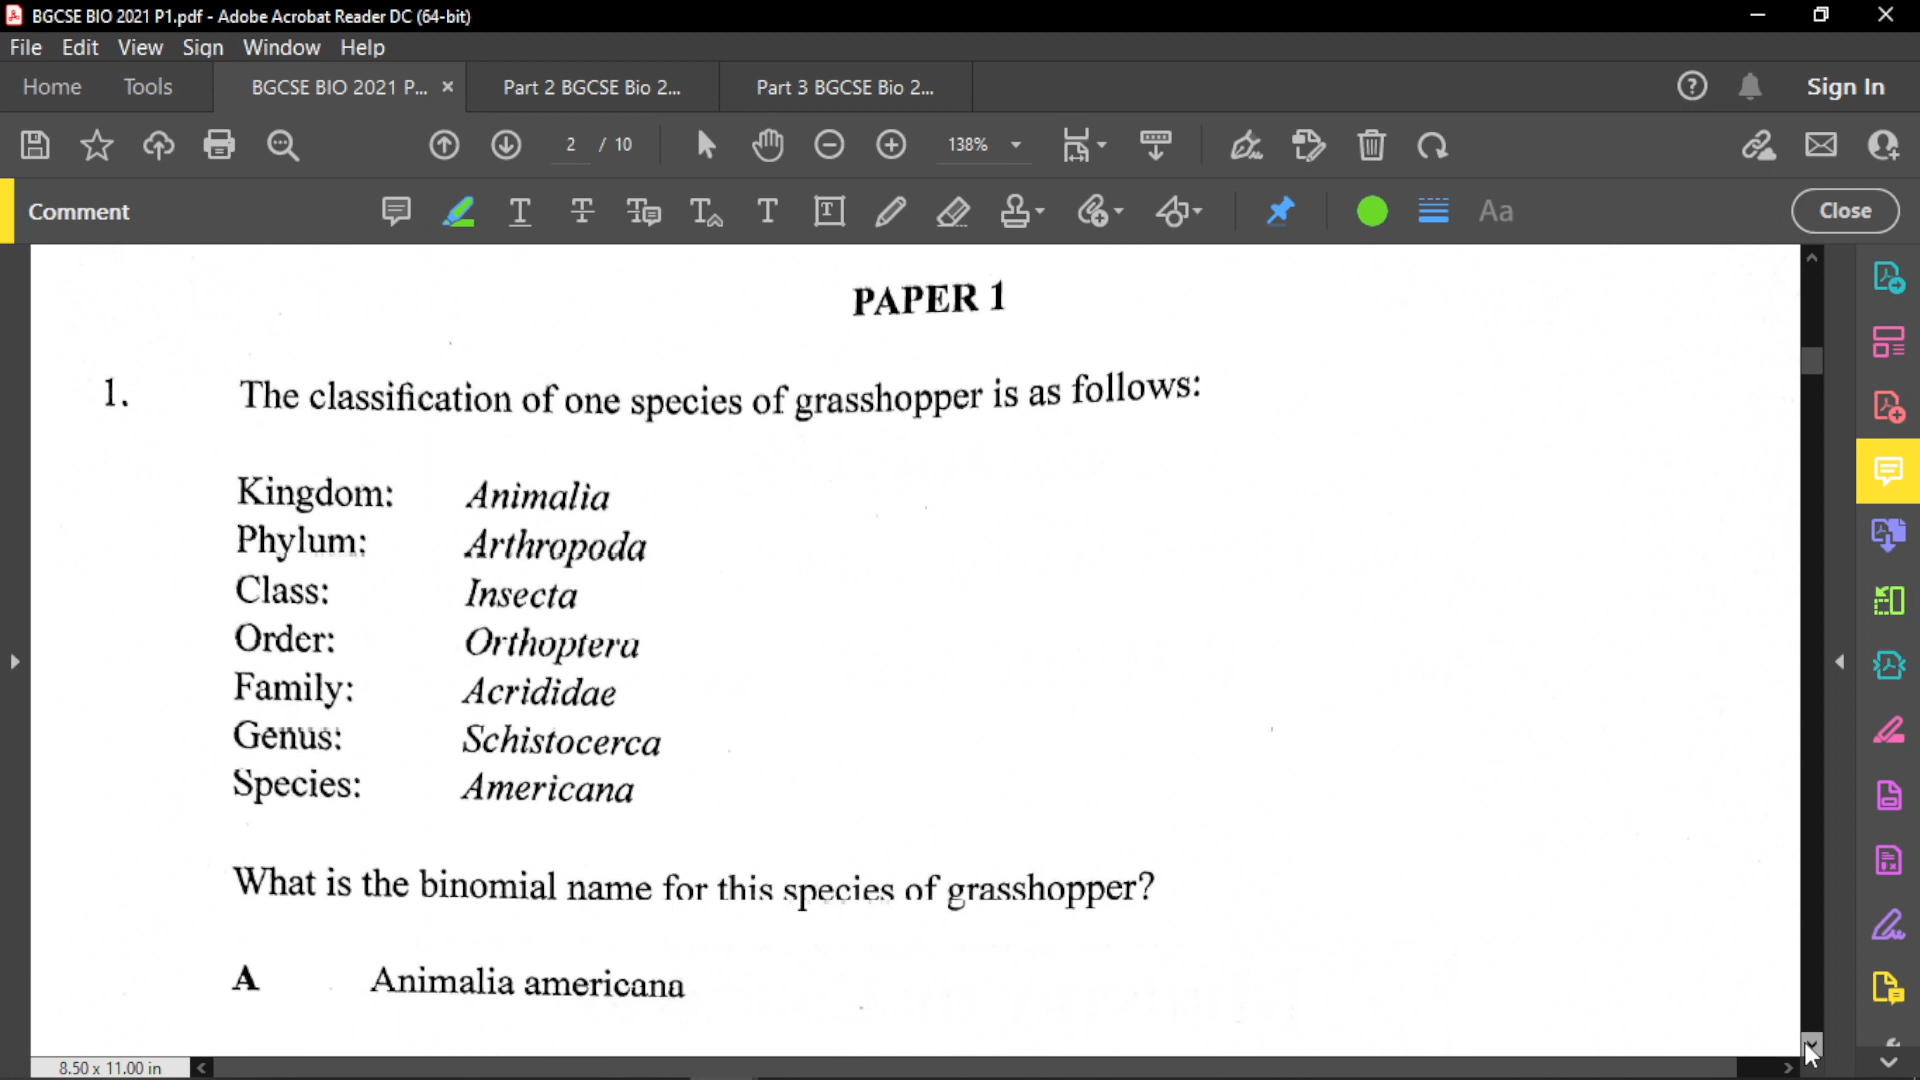 BGCSE BIO 2021 P1.pdf - Adobe Acrobat Reader DC (64-bit)
File Edit View Sign Window Help
Home Tools BGCSE BIO 2021 P... × Part 2 BGCSE Bio 2... Part 3 BGCSE Bio 2... Sign In
2 / 10 138%
Comment Aa Close
PAPER 1
1. The classification of one species of grasshopper is as follows:
Kingdom: Animalia
Phylum: Arthropoda
Class: Insecta
Order: Orthoptera
Family: Acrididae
Genus: Schistocerca
Species: Americana
What is the binomial name for this species of grasshopper?
A Animalia americana
8.50 x 11.00 in